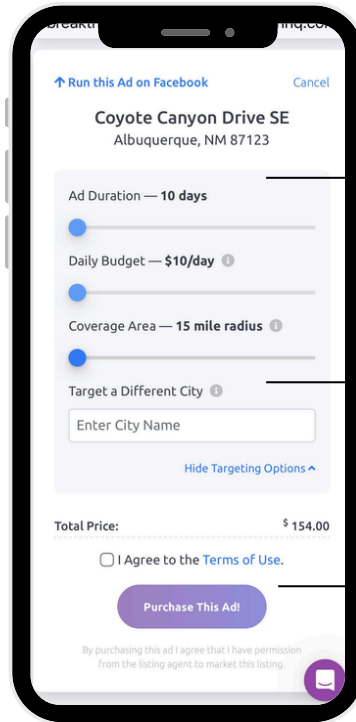 Run this Ad on Facebook Cancel
Coyote Canyon Drive SE
Albuquerque, NM 87123
Ad Duration — 10 days
Daily Budget — $10/day
Coverage Area — 15 mile radius
Target a Different City
Enter City Name
Hide Targeting Options
Total Price: $ 154.00
I Agree to the Terms of Use.
Purchase This Ad!
By purchasing this ad I agree that I have permission
from the listing agent to market this listing.